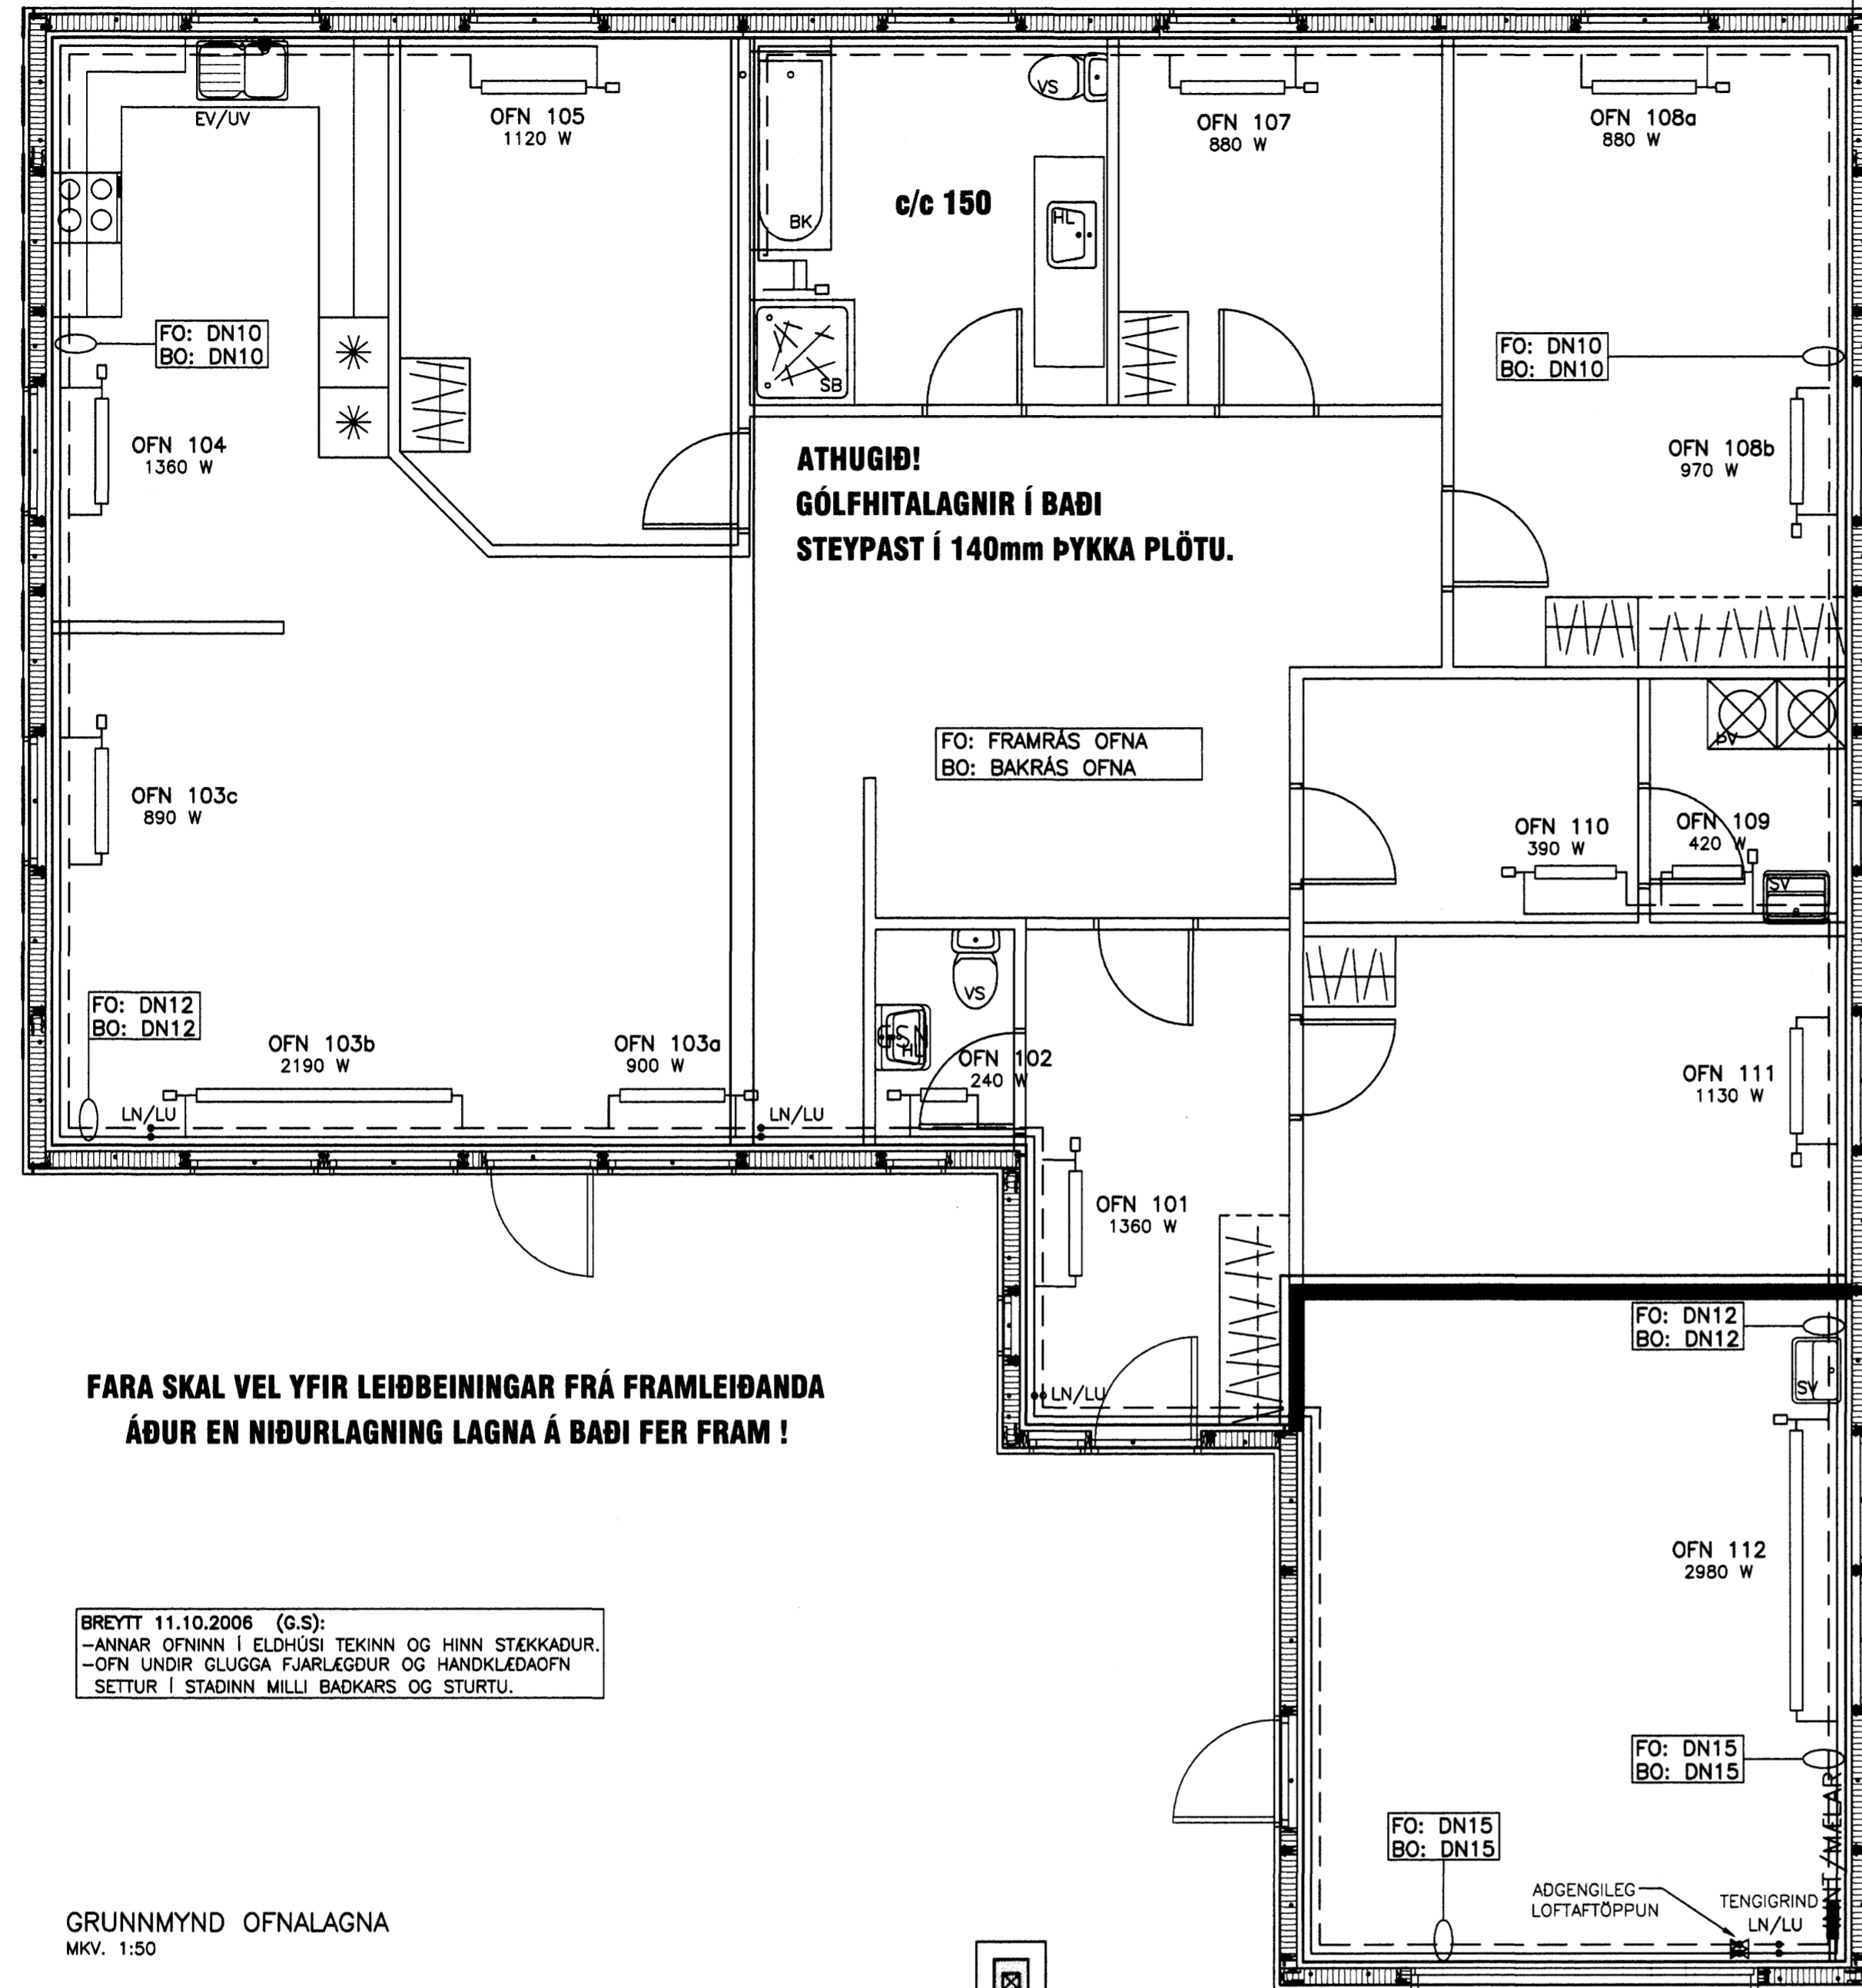 EV/UV
OFN 105
1120 W
VS
OFN 107
880 W
OFN 108a
880 W
BK
c/c 150
HL
FO: DN10
BO: DN10
SB
FO: DN10
BO: DN10
OFN 104
1360 W
ATHUGIÐ!
GÓLFHITALAGNIR Í BAÐI
STEYPAST Í 140mm ÞYKKA PLÖTU.
OFN 108b
970 W
FO: FRAMRÁS OFNA
BO: BAKRÁS OFNA
ÞV
OFN 103c
890 W
OFN 110
390 W
OFN 109
420 W
SV
FO: DN12
BO: DN12
VS
HL
OFN 103b
2190 W
OFN 103a
900 W
OFN 102
240 W
OFN 111
1130 W
LN/LU
LN/LU
OFN 101
1360 W
FO: DN12
BO: DN12
SV
LN/LU
FARA SKAL VEL YFIR LEIÐBEININGAR FRÁ FRAMLEIÐANDA
ÁÐUR EN NIÐURLAGNING LAGNA Á BAÐI FER FRAM !
OFN 112
2980 W
BREYTT 11.10.2006 (G.S):
-ANNAR OFNINN Í ELDHÚSI TEKINN OG HINN STÆKKAÐUR.
-OFN UNDIR GLUGGA FJARLÆGÐUR OG HANDKLÆÐAOFN
SETTUR Í STAÐINN MILLI BAÐKARS OG STURTU.
FO: DN15
BO: DN15
FO: DN15
BO: DN15
/MÆLAR
AÐGENGILEG
LOFTAFTÖPPUN
TENGIGRIND
LN/LU
GRUNNMYND OFNALAGNA
MKV. 1:50